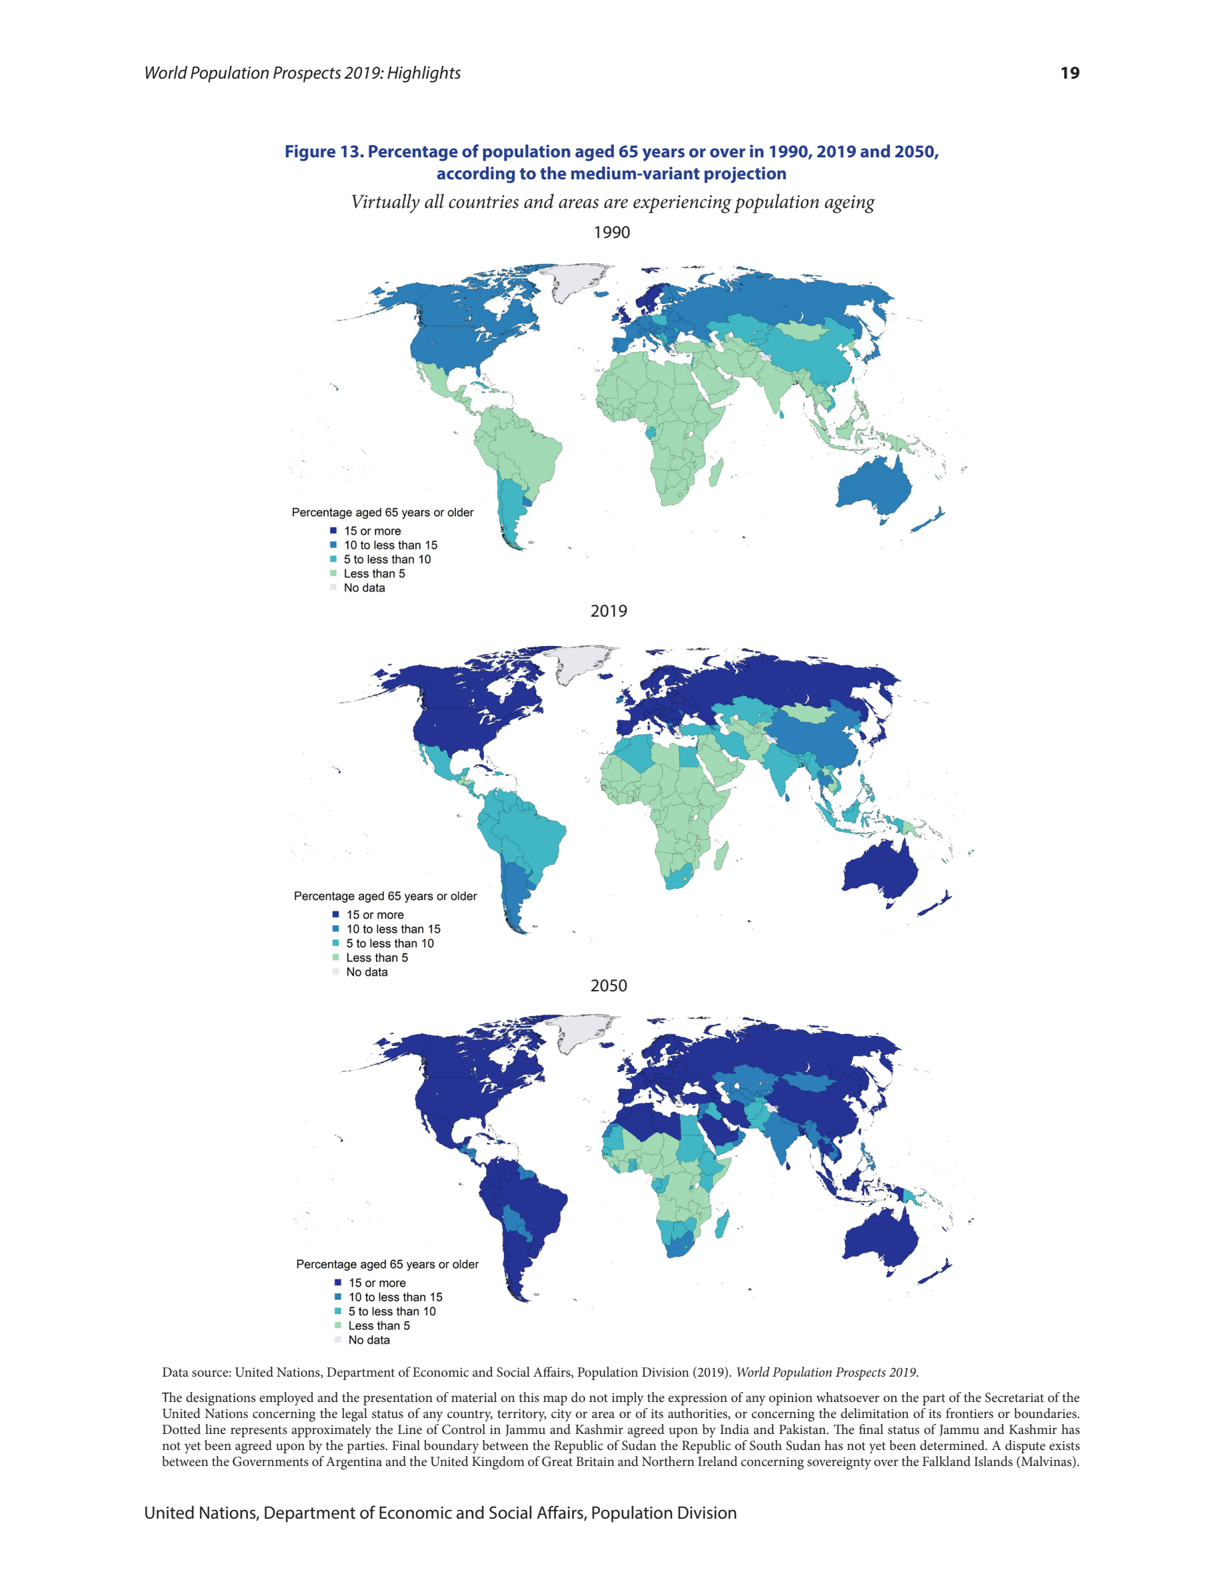 World Population Prospects 2019: Highlights
19
Figure 13. Percentage of population aged 65 years or over in 1990, 2019 and 2050,
according to the medium-variant projection
Virtually all countries and areas are experiencing population ageing
1990
Percentage aged 65 years or older
15 or more
10 to less than 15
5 to less than 10
Less than 5
No data
2019
Percentage aged 65 years or older
15 or more
10 to less than 15
5 to less than 10
Less than 5
No data
2050
Percentage aged 65 years or older
15 or more
10 to less than 15
5 to less than 10
Less than 5
No data
Data source: United Nations, Department of Economic and Social Affairs, Population Division (2019). World Population Prospects 2019.
The designations employed and the presentation of material on this map do not imply the expression of any opinion whatsoever on the part of the Secretariat of the
United Nations concerning the legal status of any country, territory, city or area or of its authorities, or concerning the delimitation of its frontiers or boundaries.
Dotted line represents approximately the Line of Control in Jammu and Kashmir agreed upon by India and Pakistan. The final status of Jammu and Kashmir has
not yet been agreed upon by the parties. Final boundary between the Republic of Sudan the Republic of South Sudan has not yet been determined. A dispute exists
between the Governments of Argentina and the United Kingdom of Great Britain and Northern Ireland concerning sovereignty over the Falkland Islands (Malvinas).
United Nations, Department of Economic and Social Affairs, Population Division